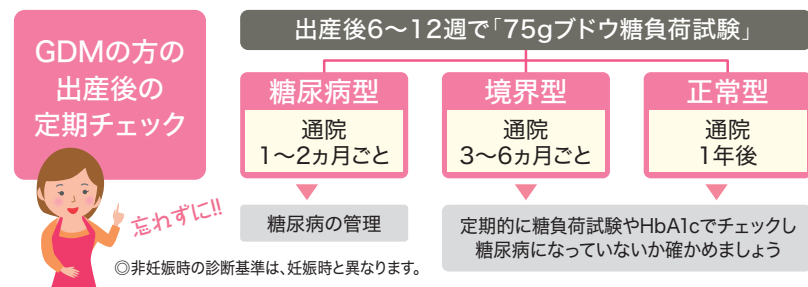 GDMの方の
出産後の
定期チェック
出産後6〜12週で「75gブドウ糖負荷試験」
糖尿病型
通院
1〜2ヵ月ごと
糖尿病の管理
境界型
通院
3〜6ヵ月ごと
正常型
通院
1年後
定期的に糖負荷試験やHbA1cでチェックし
糖尿病になっていないか確かめましょう
忘れずに!!
◎非妊娠時の診断基準は、妊娠時と異なります。